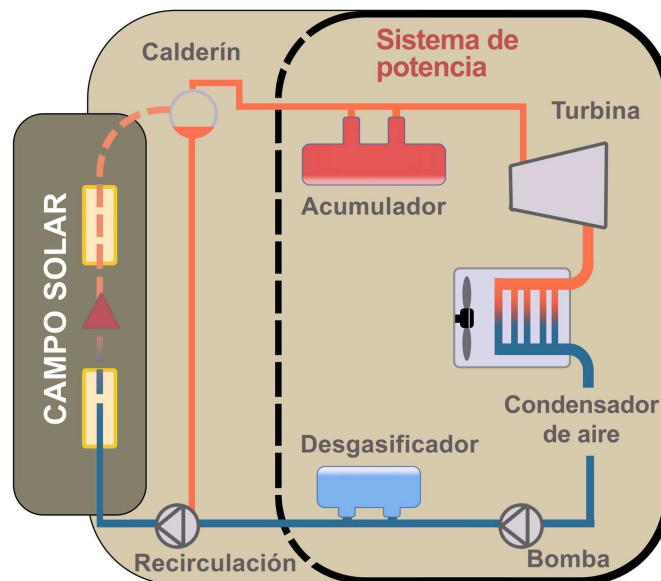 Sistema de
potencia
Calderín
Turbina
Acumulador
CAMPO SOLAR
Condensador
de aire
Desgasificador
Recirculación
Bomba